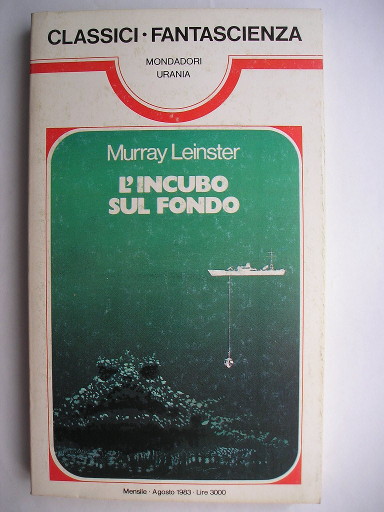 CLASSICI • FANTASCIENZA
MONDADORI
URANIA
Murray Leinster
L'INCUBO
SUL FONDO
Mensile • Agosto 1983 • Lire 3000